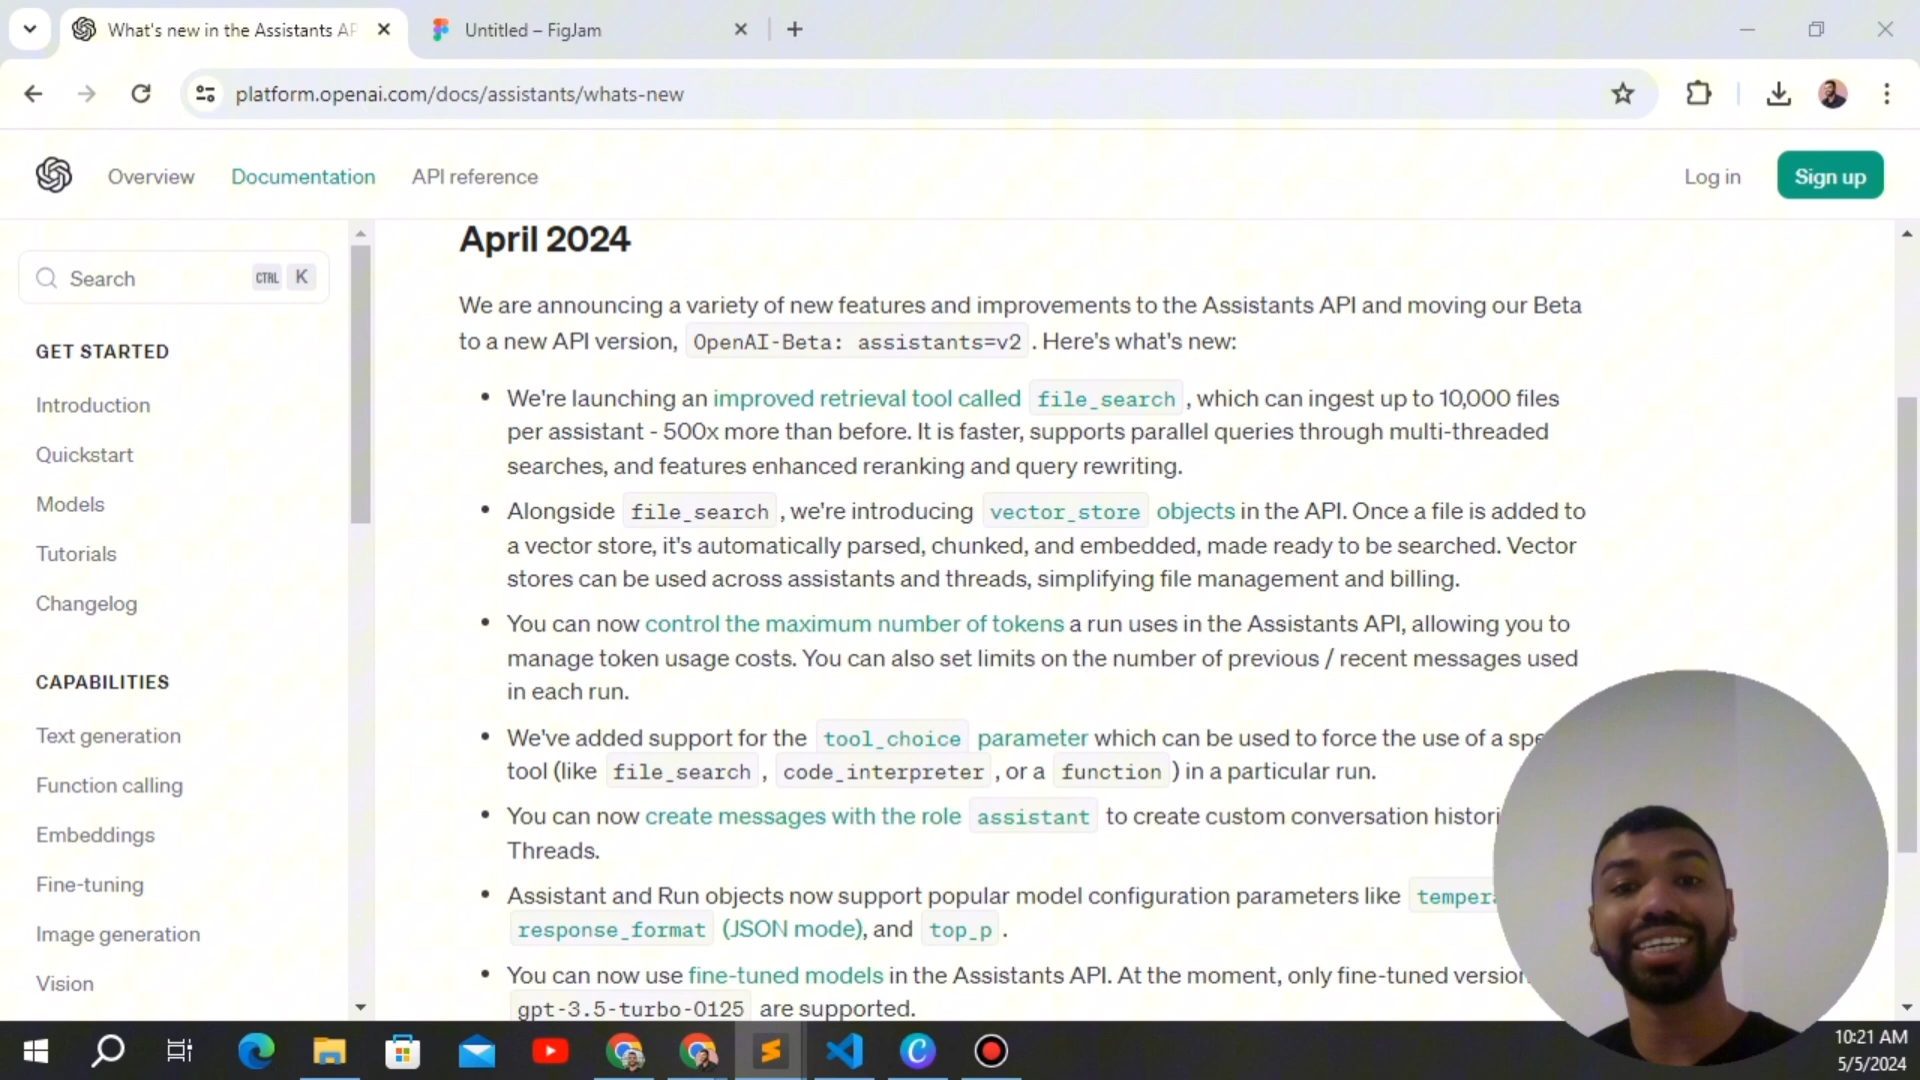 What's new in the Assistants AP
Untitled – FigJam
platform.openai.com/docs/assistants/whats-new
Overview
Documentation
API reference
Log in
Sign up
Search
CTRL K
GET STARTED
Introduction
Quickstart
Models
Tutorials
Changelog
CAPABILITIES
Text generation
Function calling
Embeddings
Fine-tuning
Image generation
Vision
April 2024
We are announcing a variety of new features and improvements to the Assistants API and moving our Beta
to a new API version, OpenAI-Beta: assistants=v2 . Here's what's new:
• We're launching an improved retrieval tool called file_search , which can ingest up to 10,000 files
per assistant - 500x more than before. It is faster, supports parallel queries through multi-threaded
searches, and features enhanced reranking and query rewriting.
• Alongside file_search , we're introducing vector_store objects in the API. Once a file is added to
a vector store, it's automatically parsed, chunked, and embedded, made ready to be searched. Vector
stores can be used across assistants and threads, simplifying file management and billing.
• You can now control the maximum number of tokens a run uses in the Assistants API, allowing you to
manage token usage costs. You can also set limits on the number of previous / recent messages used
in each run.
• We've added support for the tool_choice parameter which can be used to force the use of a spe
tool (like file_search , code_interpreter , or a function ) in a particular run.
• You can now create messages with the role assistant to create custom conversation histori
Threads.
• Assistant and Run objects now support popular model configuration parameters like tempera
response_format (JSON mode), and top_p .
• You can now use fine-tuned models in the Assistants API. At the moment, only fine-tuned version
gpt-3.5-turbo-0125 are supported.
10:21 AM
5/5/2024